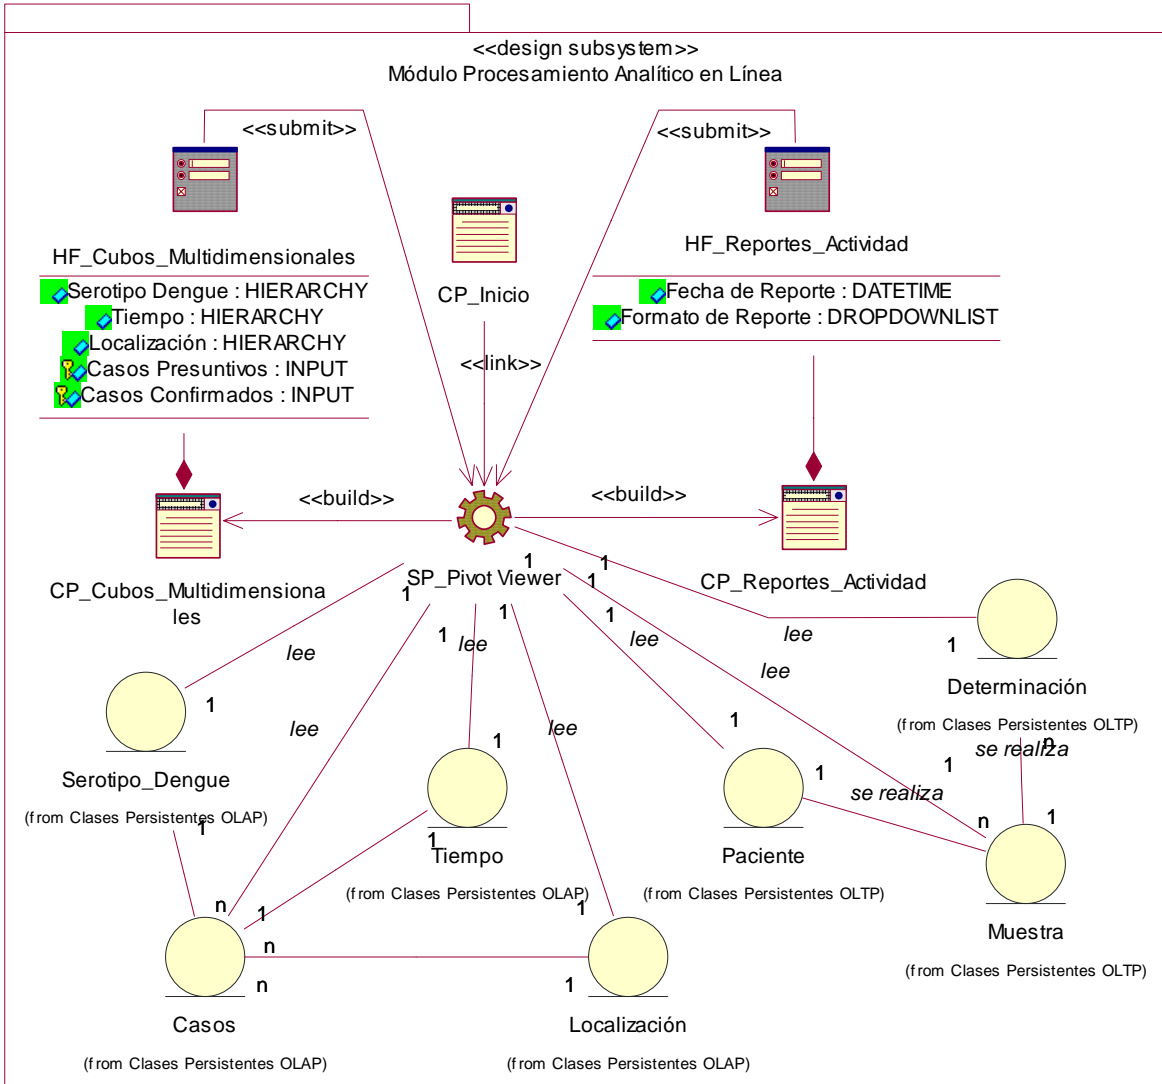 <<design subsystem>>
Módulo Procesamiento Analítico en Línea
<<submit>>
<<submit>>
HF_Cubos_Multidimensionales
Serotipo Dengue : HIERARCHY
Tiempo : HIERARCHY
Localización : HIERARCHY
Casos Presuntivos : INPUT
Casos Confirmados : INPUT
CP_Inicio
HF_Reportes_Actividad
Fecha de Reporte : DATETIME
Formato de Reporte : DROPDOWNLIST
<<link>>
<<build>>
<<build>>
CP_Cubos_Multidimensiona
les
SP_Pivot Viewer
CP_Reportes_Actividad
1
1
1
1
1
1
1
lee
lee
lee
lee
lee
lee
lee
1
1
1
1
1
Determinación
(from Clases Persistentes OLTP)
n
se realiza
Serotipo_Dengue
(from Clases Persistentes OLAP)
1
1
se realiza
n
1
Tiempo
(from Clases Persistentes OLAP)
1
Paciente
(from Clases Persistentes OLTP)
Muestra
(from Clases Persistentes OLTP)
n
1
1
n
n
1
Casos
(from Clases Persistentes OLAP)
Localización
(from Clases Persistentes OLAP)